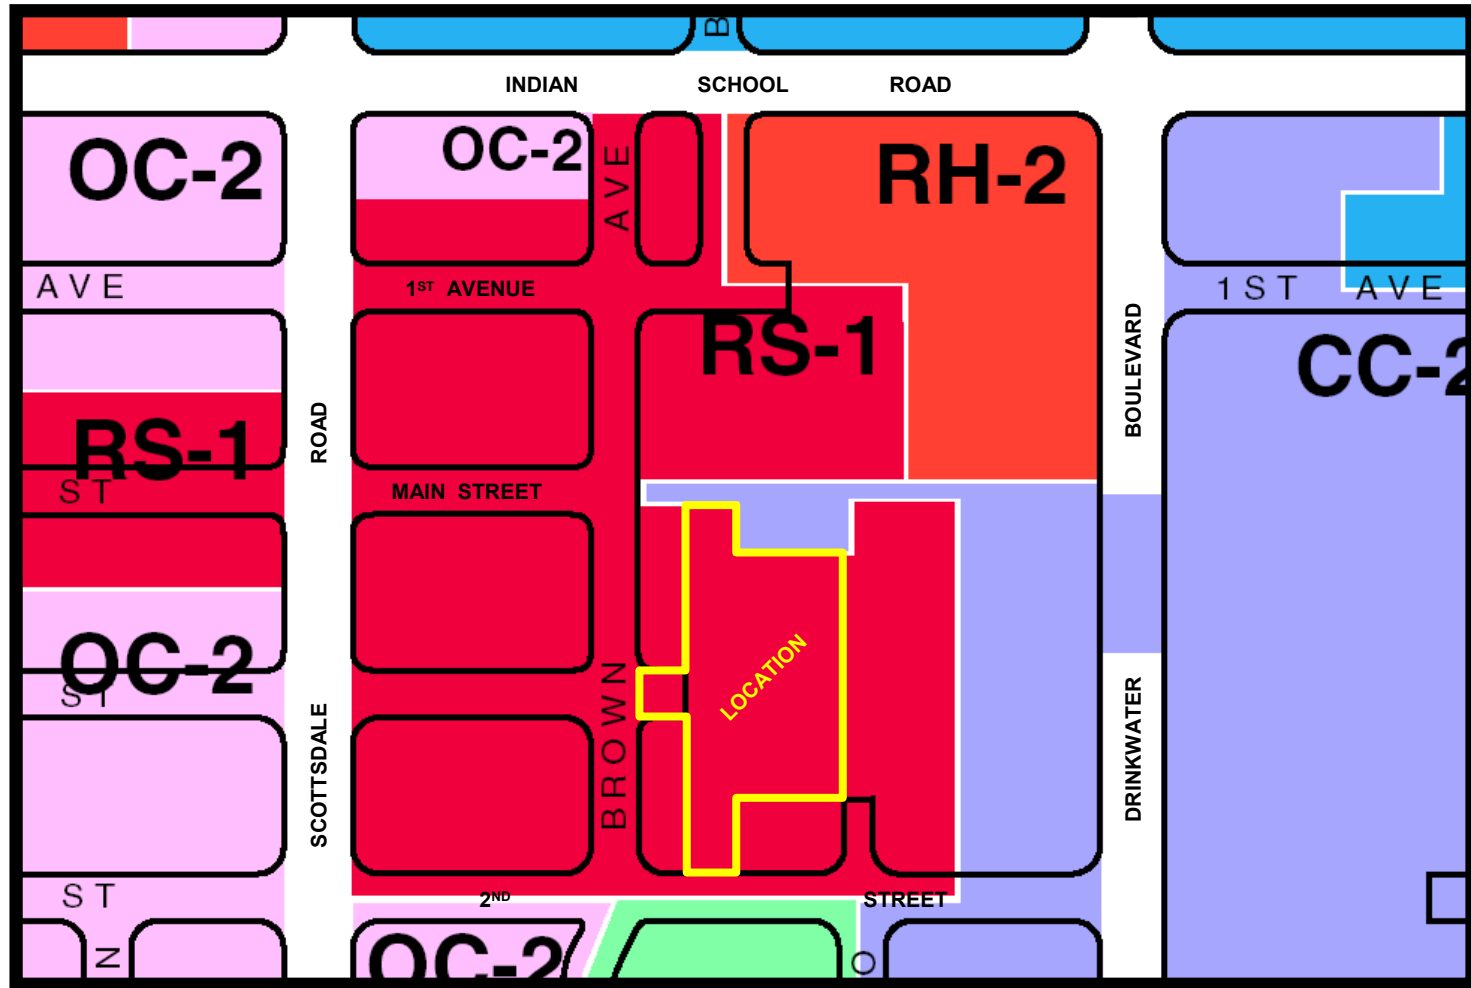 B
INDIAN SCHOOL ROAD
OC-2
OC-2
AVE
RH-2
AVE
1ST AVENUE
1ST AVE
RS-1
BOULEVARD
CC-2
RS-1
ROAD
ST
MAIN STREET
OC-2
ST
LOCATION
BROWN
SCOTTSDALE
DRINKWATER
ST
2ND STREET
N
OC-2
O